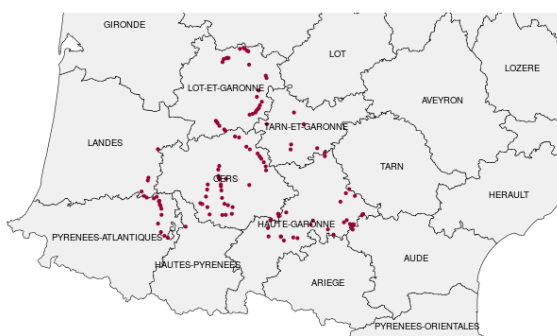 GIRONDE
LOT
LOZERE
LOT-ET-GARONNE
AVEYRON
TARN-ET-GARONNE
LANDES
TARN
GERS
HERAULT
HAUTE-GARONNE
PYRENEES-ATLANTIQUES
AUDE
HAUTES-PYRENEES
ARIEGE
PYRENEES-ORIENTALES